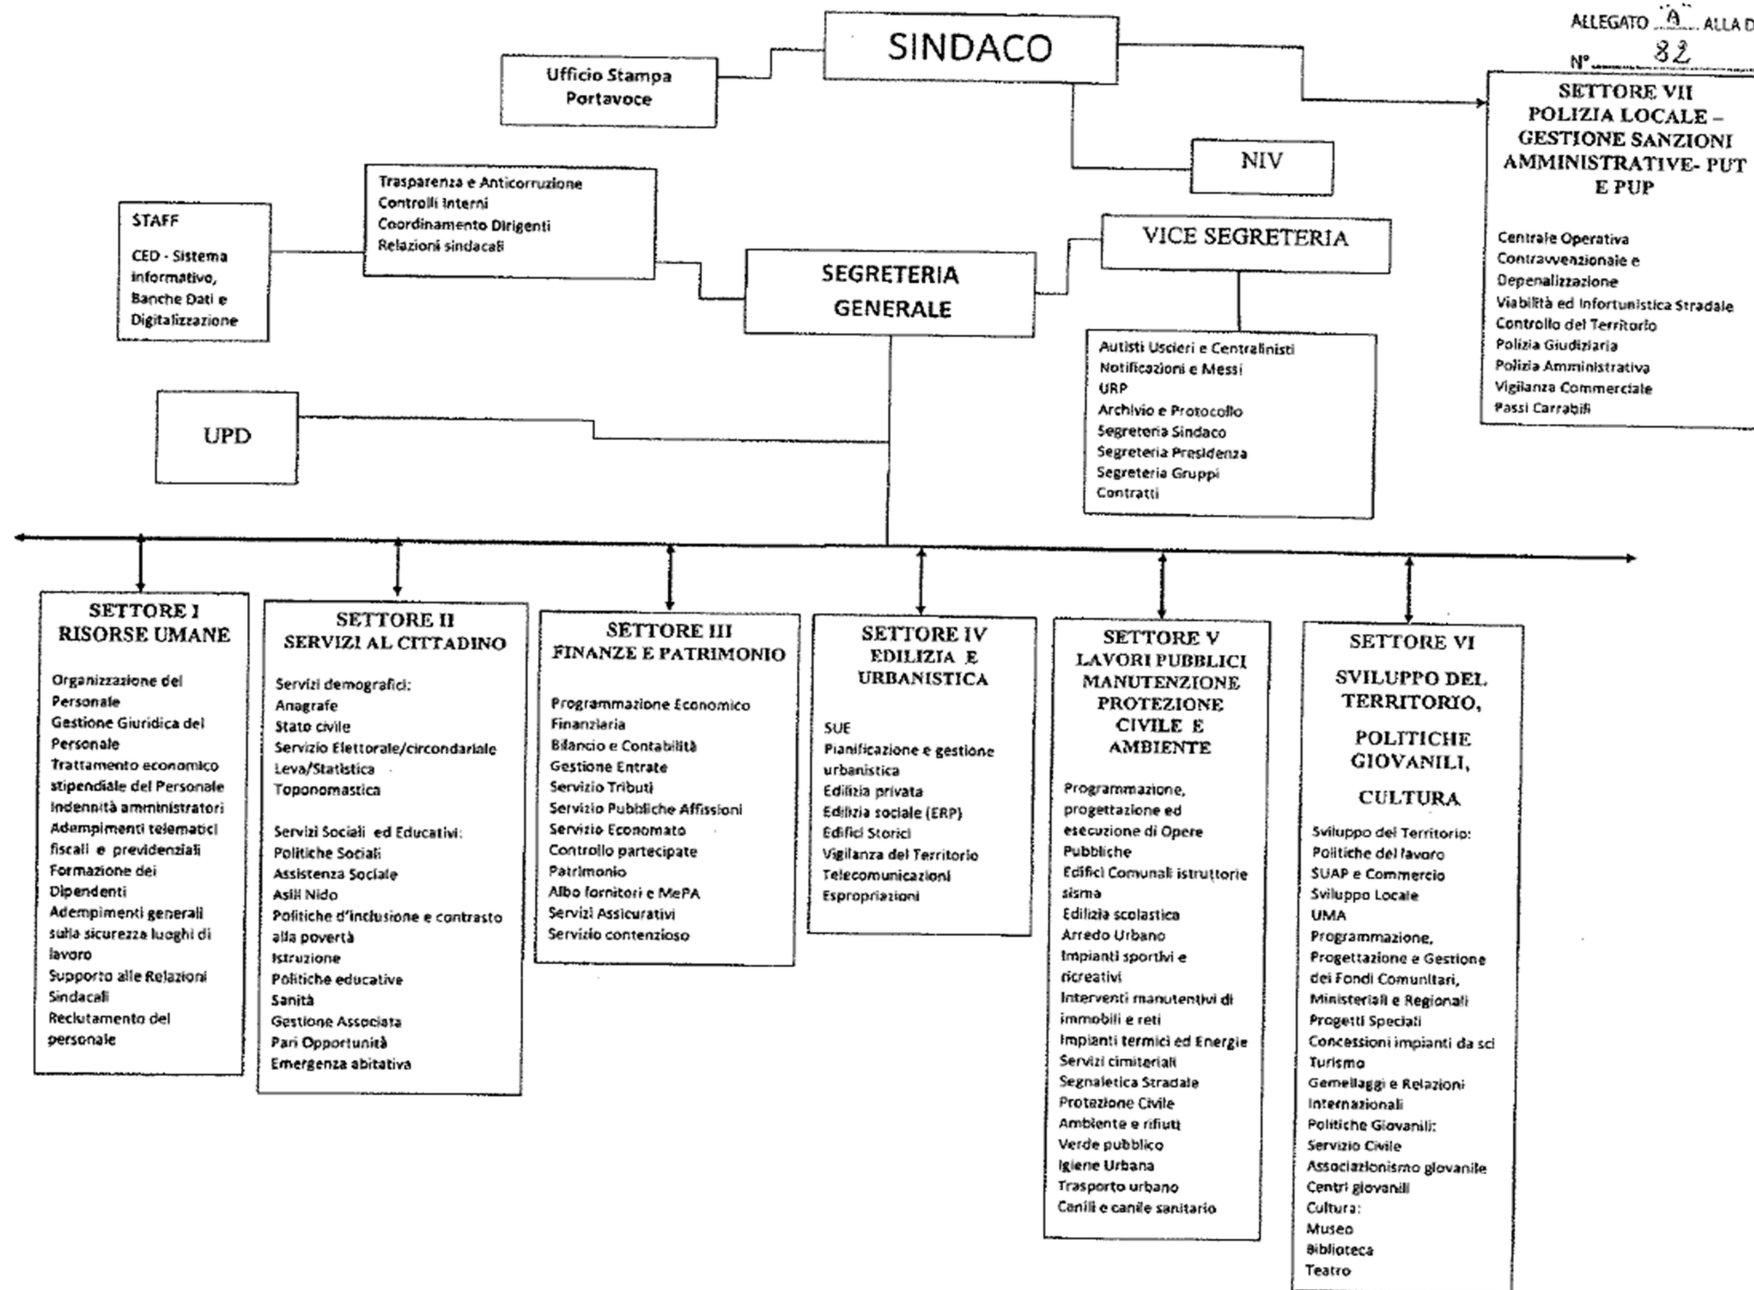 ALLEGATO A ALLA D
N° 82
SINDACO
Ufficio Stampa
Portavoce
SETTORE VII
POLIZIA LOCALE –
GESTIONE SANZIONI
AMMINISTRATIVE- PUT
E PUP
Centrale Operativa
Contravvenzionale e
Depenalizzazione
Viabilità ed Infortunistica Stradale
Controllo del Territorio
Polizia Giudiziaria
Polizia Amministrativa
Vigilanza Commerciale
Passi Carrabili
NIV
Trasparenza e Anticorruzione
Controlli Interni
Coordinamento Dirigenti
Relazioni sindacali
STAFF
CED - Sistema
informativo,
Banche Dati e
Digitalizzazione
SEGRETERIA
GENERALE
VICE SEGRETERIA
Autisti Uscieri e Centralinisti
Notificazioni e Messi
URP
Archivio e Protocollo
Segreteria Sindaco
Segreteria Presidenza
Segreteria Gruppi
Contratti
UPD
SETTORE I
RISORSE UMANE
Organizzazione del
Personale
Gestione Giuridica del
Personale
Trattamento economico
stipendiale del Personale
Indennità amministratori
Adempimenti telematici
fiscali e previdenziali
Formazione dei
Dipendenti
Adempimenti generali
sulla sicurezza luoghi di
lavoro
Supporto alle Relazioni
Sindacali
Reclutamento del
personale
SETTORE II
SERVIZI AL CITTADINO
Servizi demografici:
Anagrafe
Stato civile
Servizio Elettorale/circondariale
Leva/Statistica
Toponomastica
Servizi Sociali ed Educativi:
Politiche Sociali
Assistenza Sociale
Asili Nido
Politiche d'inclusione e contrasto
alla povertà
Istruzione
Politiche educative
Sanità
Gestione Associata
Pari Opportunità
Emergenza abitativa
SETTORE III
FINANZE E PATRIMONIO
Programmazione Economico
Finanziaria
Bilancio e Contabilità
Gestione Entrate
Servizio Tributi
Servizio Pubbliche Affissioni
Servizio Economato
Controllo partecipate
Patrimonio
Albo fornitori e MePA
Servizi Assicurativi
Servizio contenzioso
SETTORE IV
EDILIZIA E
URBANISTICA
SUE
Pianificazione e gestione
urbanistica
Edilizia privata
Edilizia sociale (ERP)
Edifici Storici
Vigilanza del Territorio
Telecomunicazioni
Espropriazioni
SETTORE V
LAVORI PUBBLICI
MANUTENZIONE
PROTEZIONE
CIVILE E
AMBIENTE
Programmazione,
progettazione ed
esecuzione di Opere
Pubbliche
Edifici Comunali istruttorie
sisma
Edilizia scolastica
Arredo Urbano
Impianti sportivi e
ricreativi
Interventi manutentivi di
immobili e reti
Impianti termici ed Energie
Servizi cimiteriali
Segnaletica Stradale
Protezione Civile
Ambiente e rifiuti
Verde pubblico
Igiene Urbana
Trasporto urbano
Canili e canile sanitario
SETTORE VI
SVILUPPO DEL
TERRITORIO,
POLITICHE
GIOVANILI,
CULTURA
Sviluppo del Territorio:
Politiche del lavoro
SUAP e Commercio
Sviluppo Locale
UMA
Programmazione,
Progettazione e Gestione
dei Fondi Comunitari,
Ministeriali e Regionali
Progetti Speciali
Concessioni impianti da sci
Turismo
Gemellaggi e Relazioni
Internazionali
Politiche Giovanili:
Servizio Civile
Associazionismo giovanile
Centri giovanili
Cultura:
Museo
Biblioteca
Teatro